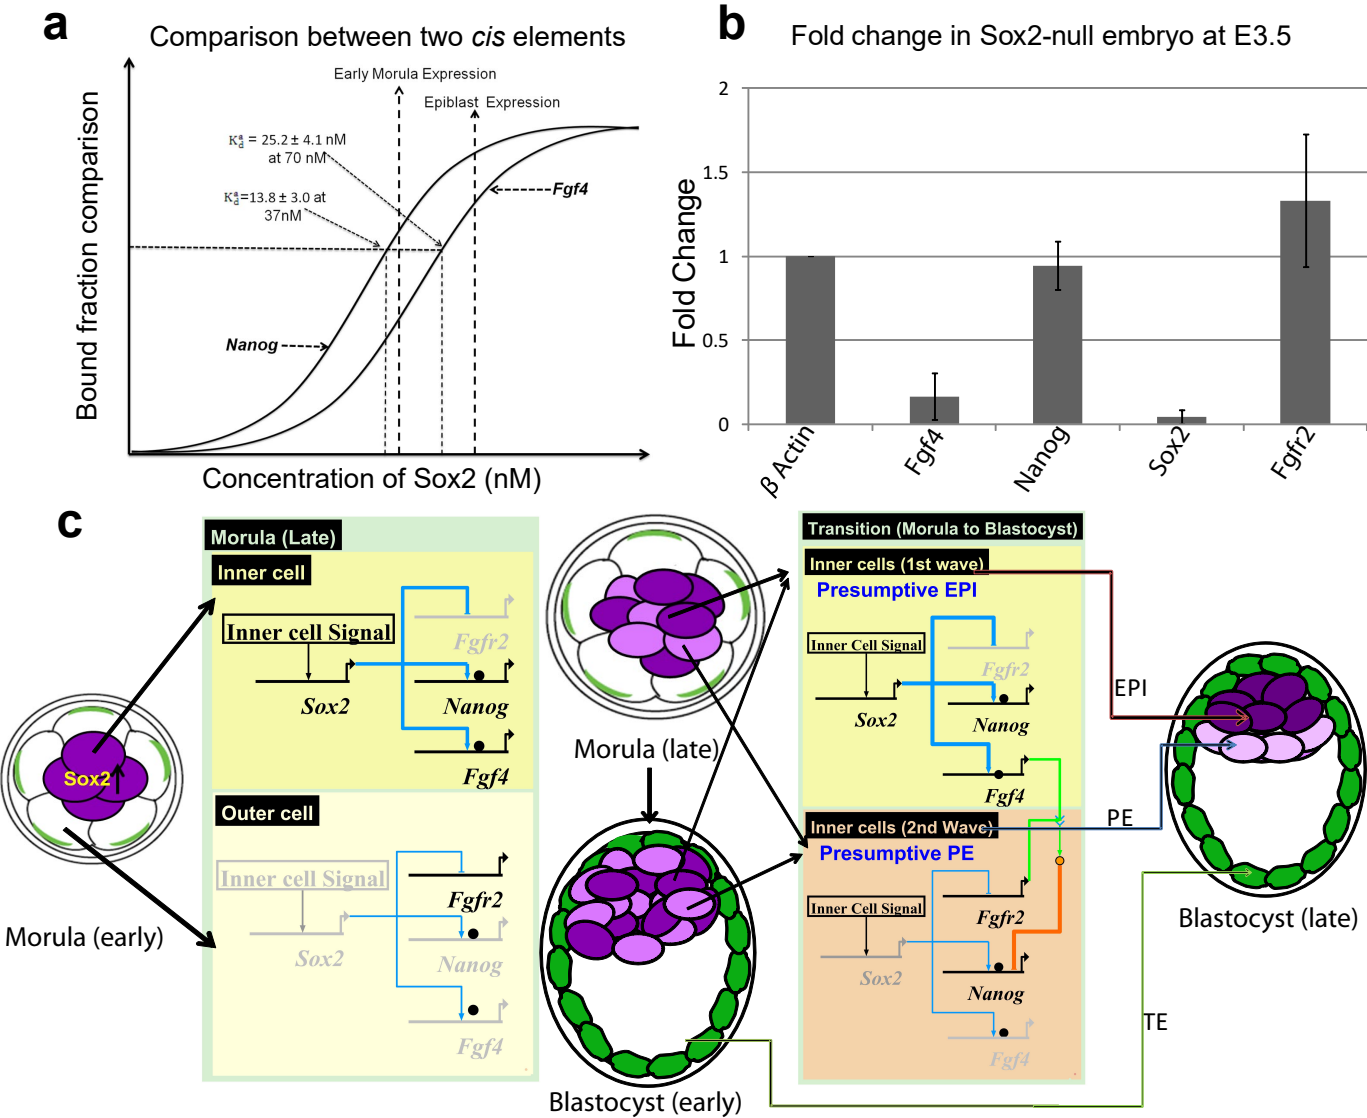 a
Comparison between two cis elements
Early Morula Expression
Epiblast Expression
Kᵃd = 25.2 ± 4.1 nM
at 70 nM
Kᵃd=13.8 ± 3.0 at
37nM
Fgf4
Nanog
Bound fraction comparison
Concentration of Sox2 (nM)
b
Fold change in Sox2-null embryo at E3.5
Fold Change
2
1.5
1
0.5
0
β Actin
Fgf4
Nanog
Sox2
Fgfr2
c
Morula (early)
Sox2
Morula (Late)
Inner cell
Inner cell Signal
Sox2
Fgfr2
Nanog
Fgf4
Outer cell
Inner cell Signal
Sox2
Fgfr2
Nanog
Fgf4
Morula (late)
Blastocyst (early)
Transition (Morula to Blastocyst)
Inner cells (1st wave)
Presumptive EPI
Inner Cell Signal
Sox2
Fgfr2
Nanog
Fgf4
Inner cells (2nd Wave)
Presumptive PE
Inner Cell Signal
Sox2
Fgfr2
Nanog
Fgf4
EPI
PE
TE
Blastocyst (late)